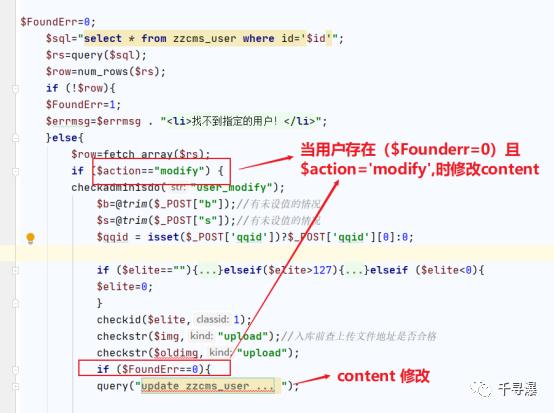 $FoundErr=0;
$sql="select * from zzcms_user where id='$id'";
$rs=query($sql);
$row=num_rows($rs);
if (!$row){
$FoundErr=1;
$errmsg=$errmsg . "<li>找不到指定的用户！</li>";
}else{
$row=fetch_array($rs);
if ($action=="modify") {
checkadminisdo( str: "user_modify");
$b=@trim($_POST["b"]);//有未设值的情况
$s=@trim($_POST["s"]);//有未设值的情况
$qqid = isset($_POST['qqid'])?$_POST['qqid'][0]:0;
if ($elite==""){...}elseif($elite>127){...}elseif ($elite<0){
$elite=0;
}
checkid($elite, classid: 1);
checkstr($img, kind: "upload");//入库前查上传文件地址是否合格
checkstr($oldimg, kind: "upload");
if ($FoundErr==0){
query("update zzcms_user ... ");
当用户存在（$Founderr=0）且
$action='modify',时修改content
content 修改
千寻瀑